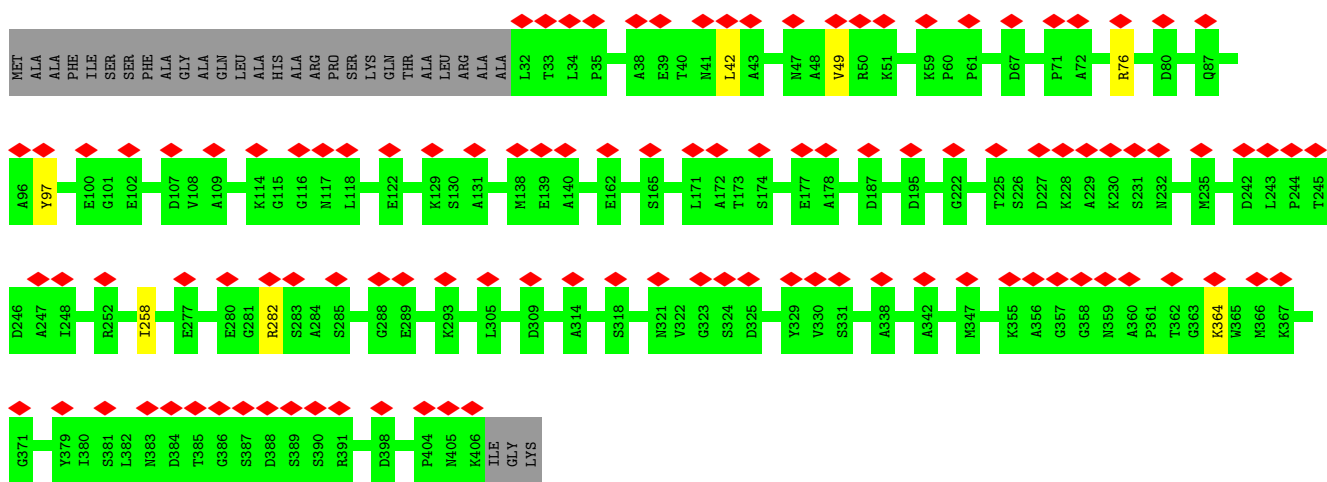 MET ALA ALA PHE ILE SER SER PHE ALA GLY ALA GLN LEU ALA HIS ALA ARG PRO SER LYS GLN THR ALA LEU ARG ALA ALA L32 T33 L34 P35 A38 E39 T40 N41 L42 A43 N47 A48 V49 R50 K51 K59 P60 P61 D67 P71 A72 R76 D80 Q87
A96 Y97 E100 G101 E102 D107 V108 A109 K114 G115 G116 N117 L118 E122 K129 S130 A131 M138 E139 A140 E162 S165 L171 A172 T173 S174 E177 A178 D187 D195 G222 T225 S226 D227 K228 A229 K230 S231 N232 M235 D242 L243 P244 T245
D246 A247 I248 R252 I258 E277 E280 G281 R282 S283 A284 S285 G288 E289 K293 L305 D309 A314 S318 N321 V322 G323 S324 D325 Y329 V330 S331 A338 A342 M347 K355 A356 G357 G358 N359 A360 P361 T362 G363 K364 W365 M366 K367
G371 Y379 I380 S381 L382 N383 D384 T385 G386 S387 D388 S389 S390 R391 D398 P404 N405 K406 ILE GLY LYS